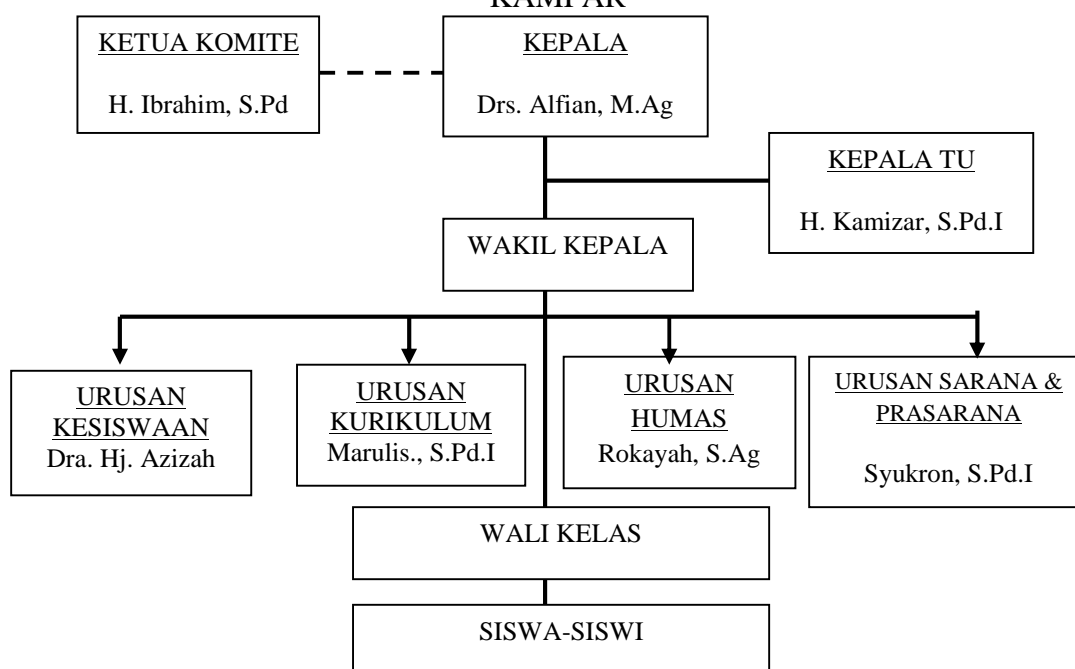 KAMPAR
KETUA KOMITE
H. Ibrahim, S.Pd
KEPALA
Drs. Alfian, M.Ag
KEPALA TU
H. Kamizar, S.Pd.I
WAKIL KEPALA
URUSAN
KESISWAAN
Dra. Hj. Azizah
URUSAN
KURIKULUM
Marulis., S.Pd.I
URUSAN
HUMAS
Rokayah, S.Ag
URUSAN SARANA &
PRASARANA
Syukron, S.Pd.I
WALI KELAS
SISWA-SISWI